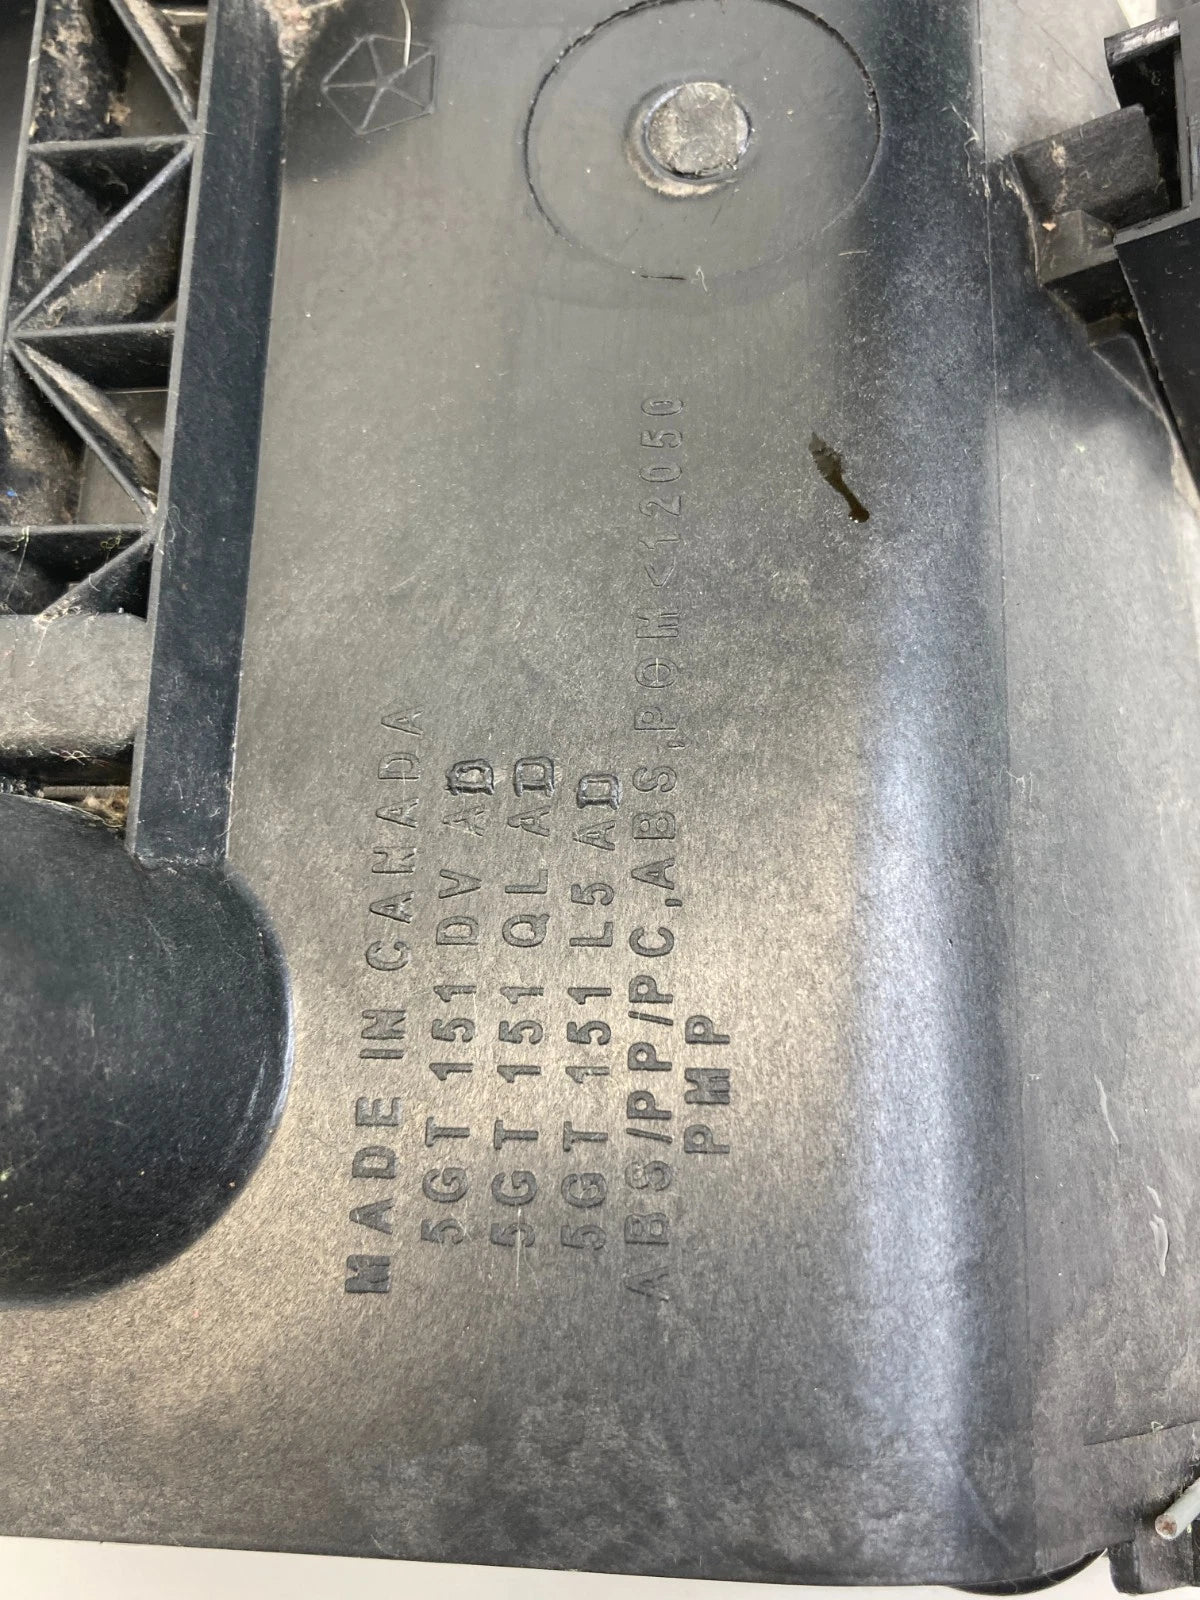 MADE IN CANADA
5GT 151 DV AD
5GT 151 QL AD
5GT 151 L5 AD
ABS/PP/PC,ABS,POM<12050
PMP